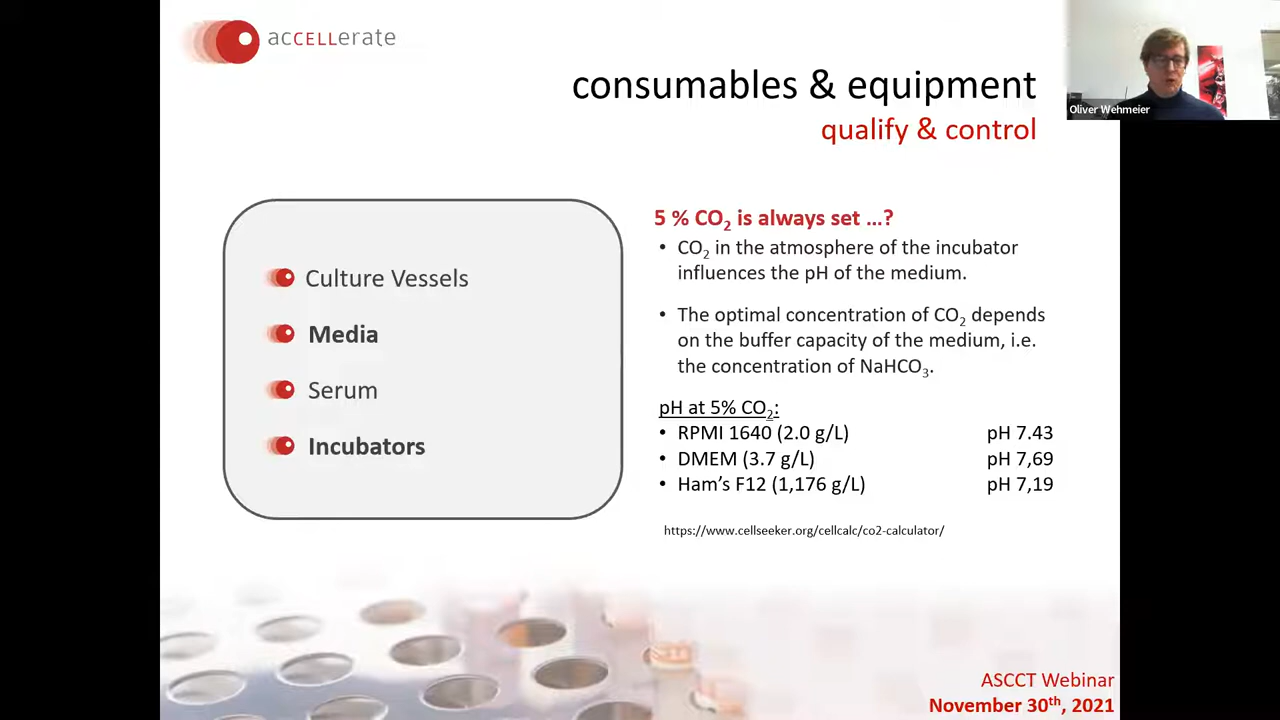 acCELLerate
consumables & equipment
qualify & control
Oliver Wehmeier
Culture Vessels
Media
Serum
Incubators
5 % CO₂ is always set ...?
• CO₂ in the atmosphere of the incubator
influences the pH of the medium.
• The optimal concentration of CO₂ depends
on the buffer capacity of the medium, i.e.
the concentration of NaHCO₃.
pH at 5% CO₂:
• RPMI 1640 (2.0 g/L) pH 7.43
• DMEM (3.7 g/L) pH 7,69
• Ham's F12 (1,176 g/L) pH 7,19
https://www.cellseeker.org/cellcalc/co2-calculator/
ASCCT Webinar
November 30th, 2021